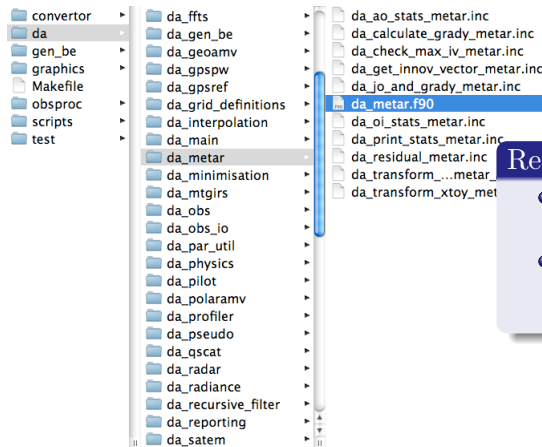 convertor
da
gen_be
graphics
Makefile
obsproc
scripts
test
da_ffts
da_gen_be
da_geoamv
da_gpspw
da_gpsref
da_grid_definitions
da_interpolation
da_main
da_metar
da_minimisation
da_mtgirs
da_obs
da_obs_io
da_par_util
da_physics
da_pilot
da_polaramv
da_profiler
da_pseudo
da_qscat
da_radar
da_radiance
da_recursive_filter
da_reporting
da_satem
da_ao_stats_metar.inc
da_calculate_grady_metar.inc
da_check_max_iv_metar.inc
da_get_innov_vector_metar.inc
da_jo_and_grady_metar.inc
da_metar.f90
da_oi_stats_metar.inc
da_print_stats_metar.inc
da_residual_metar.inc
da_transform_...metar_
da_transform_xtoy_met
Re